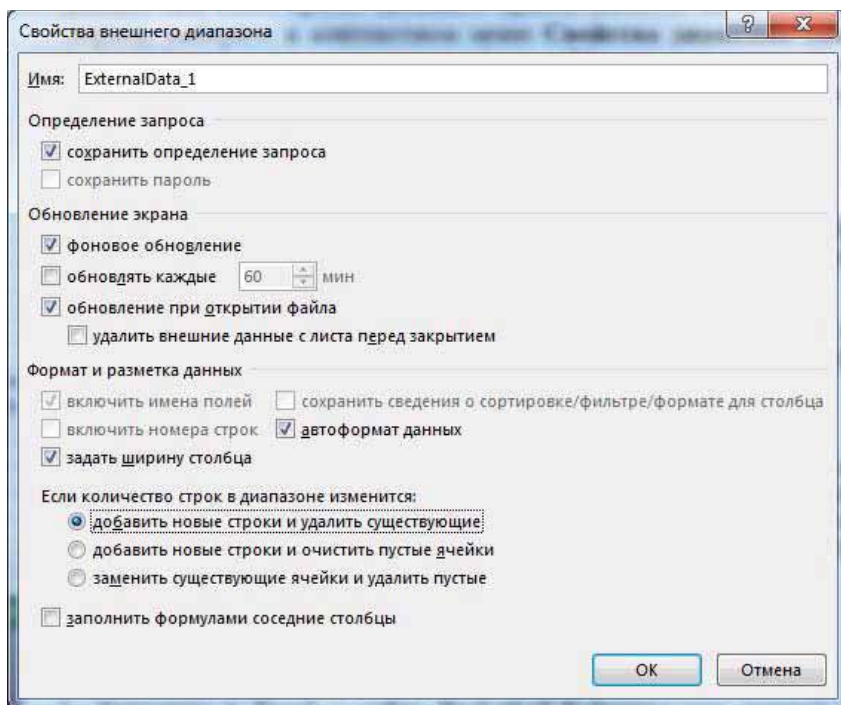 Свойства внешнего диапазона
Имя: ExternalData_1
Определение запроса
сохранить определение запроса
сохранить пароль
Обновление экрана
фоновое обновление
обновлять каждые 60 мин
обновление при открытии файла
удалить внешние данные с листа перед закрытием
Формат и разметка данных
включить имена полей сохранить сведения о сортировке/фильтре/формате для столбца
включить номера строк автоформат данных
задать ширину столбца
Если количество строк в диапазоне изменится:
добавить новые строки и удалить существующие
добавить новые строки и очистить пустые ячейки
заменить существующие ячейки и удалить пустые
заполнить формулами соседние столбцы
ОК Отмена